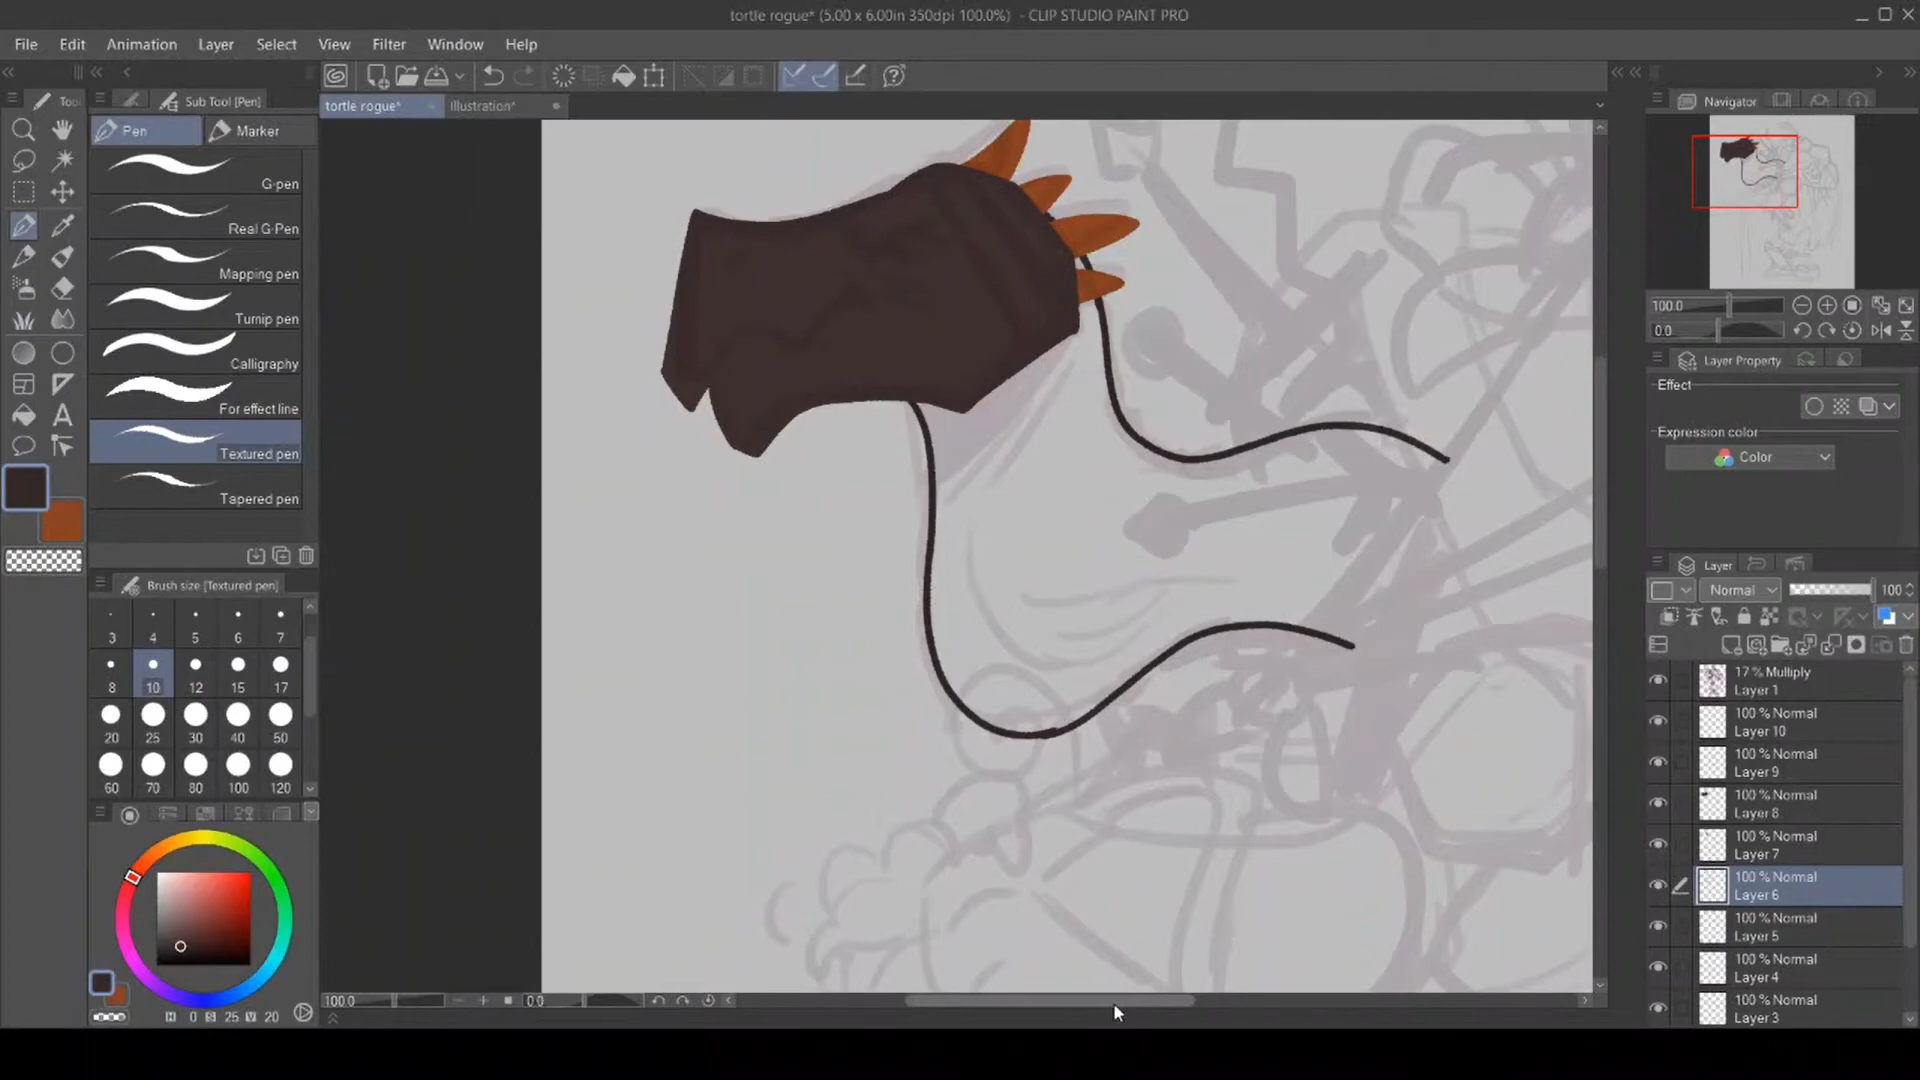 tortle rogue* (5.00 x 6.00in 350dpi 100.0%) - CLIP STUDIO PAINT PRO
File Edit Animation Layer Select View Filter Window Help
Too
Sub Tool [Pen]
tortle rogue*
Illustration*
Navigator
Pen
Marker
G-pen
Real G-Pen
Mapping pen
Turnip pen
Calligraphy
For effect line
Textured pen
Tapered pen
100.0
0.0
Layer Property
Effect
Expression color
Color
Brush size [Textured pen]
3 4 5 6 7
8 10 12 15 17
20 25 30 40 50
60 70 80 100 120
H 0 S 25 V 20
100.0
0.0
Layer
Normal
100
17 % Multiply
Layer 1
100 % Normal
Layer 10
100 % Normal
Layer 9
100 % Normal
Layer 8
100 % Normal
Layer 7
100 % Normal
Layer 6
100 % Normal
Layer 5
100 % Normal
Layer 4
100 % Normal
Layer 3